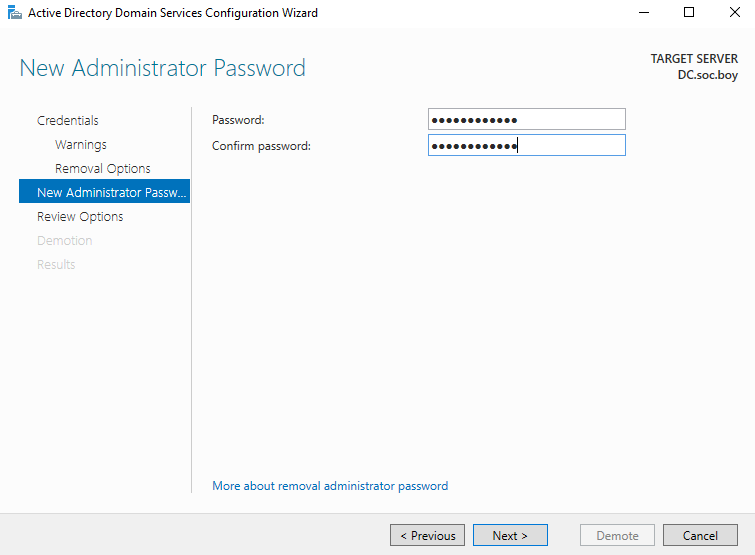 Active Directory Domain Services Configuration Wizard
New Administrator Password
TARGET SERVER
DC.soc.boy
Credentials
Warnings
Removal Options
New Administrator Passw...
Review Options
Demotion
Results
Password: ●●●●●●●●●●●●
Confirm password: ●●●●●●●●●●●●
More about removal administrator password
< Previous Next > Demote Cancel